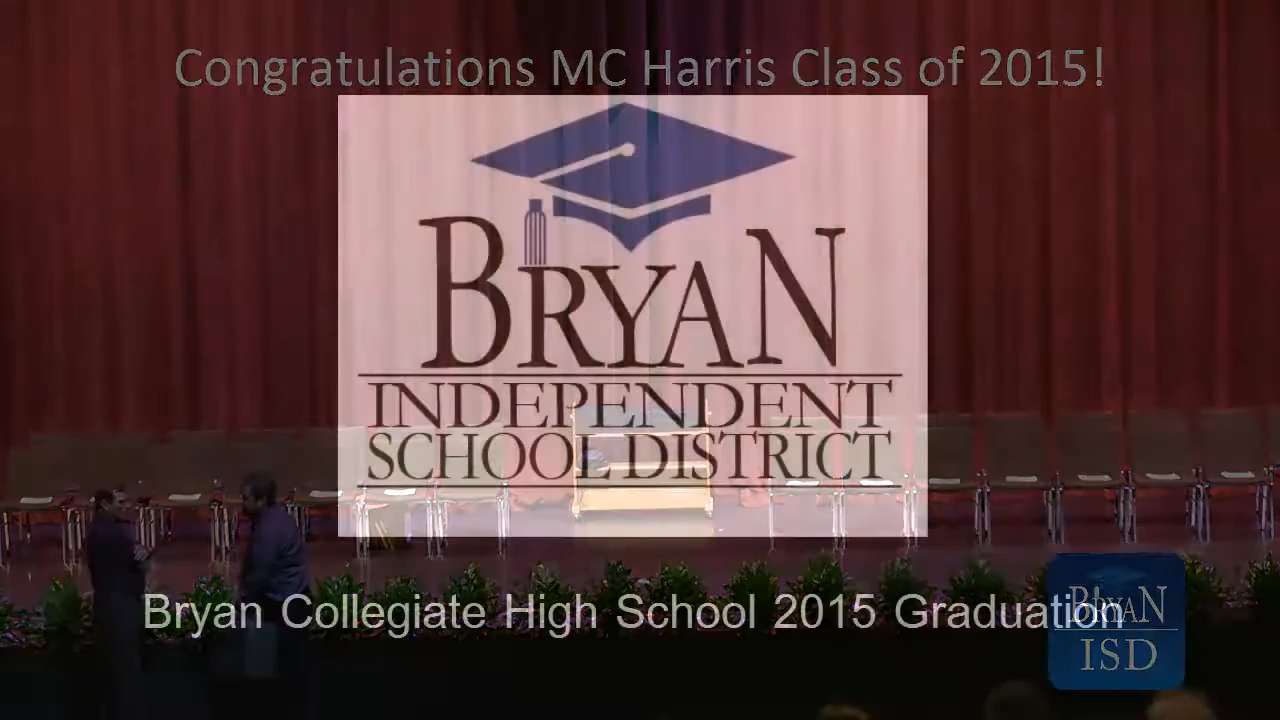 Congratulations MC Harris Class of 2015!
BRYAN
INDEPENDENT
SCHOOL DISTRICT
Bryan Collegiate High School 2015 Graduation
BRYAN
ISD